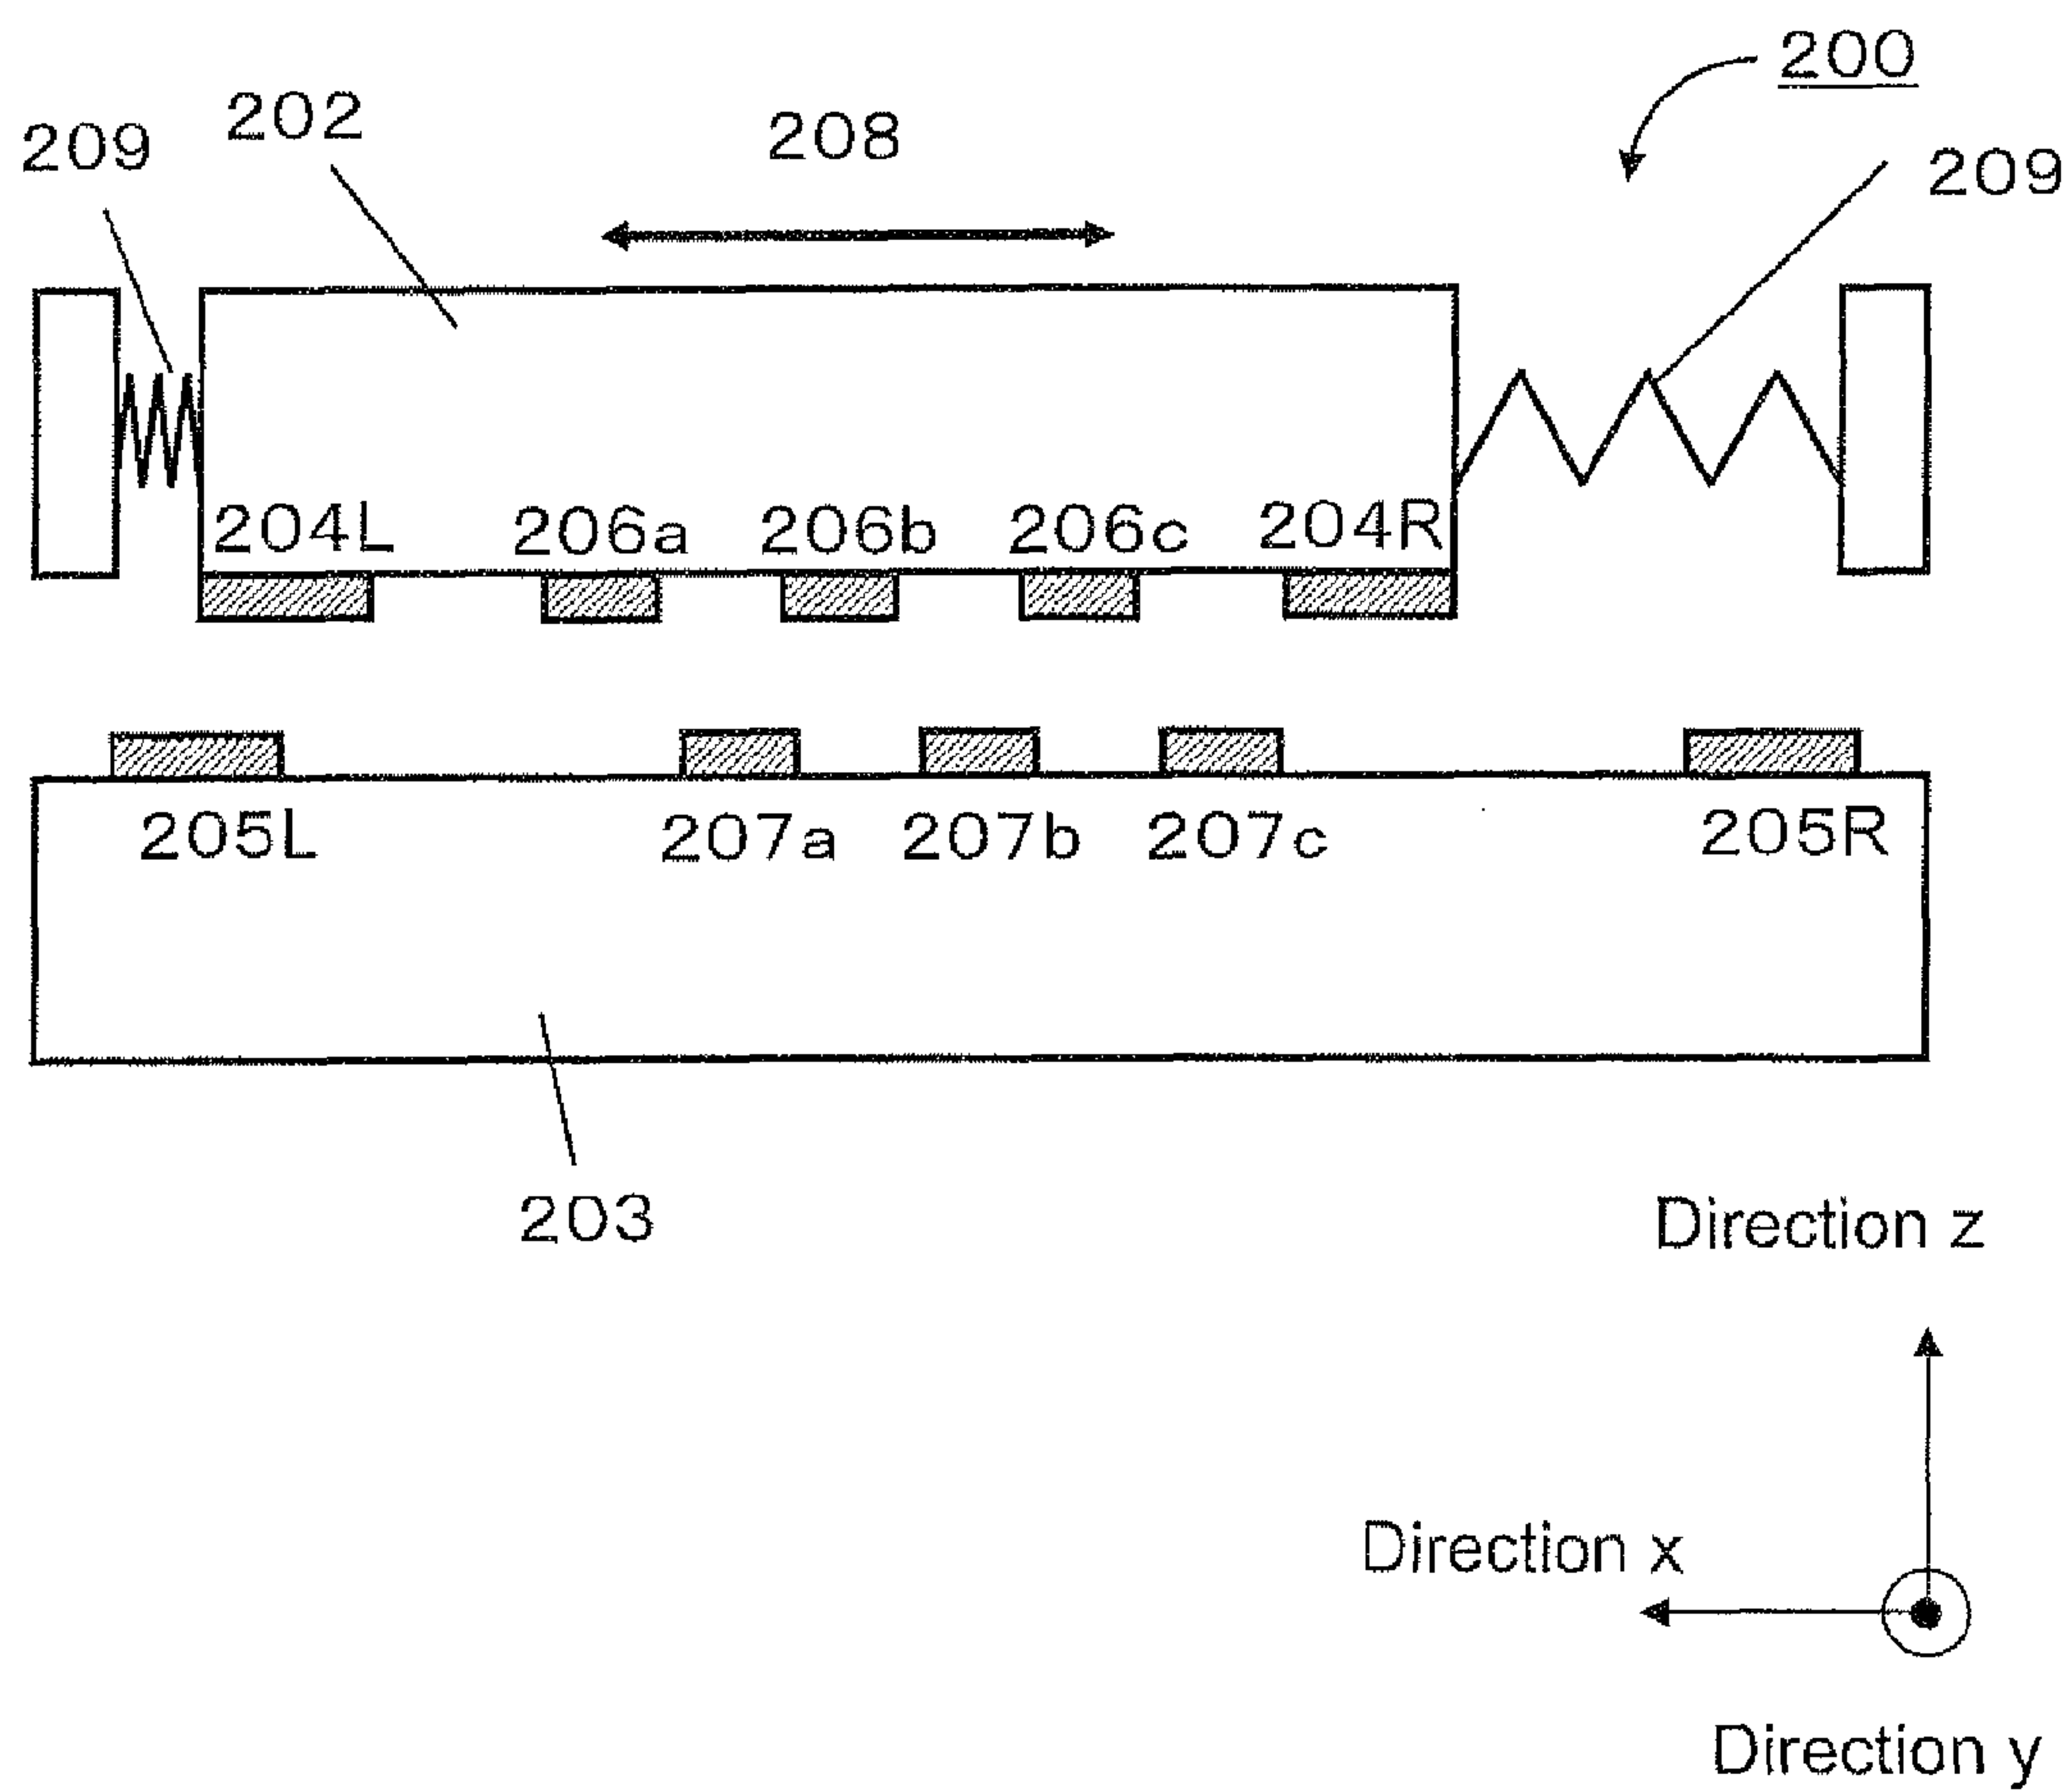 200
209 202 208 209
204L 206a 206b 206c 204R
205L 207a 207b 207c 205R
203
Direction z
Direction x
Direction y